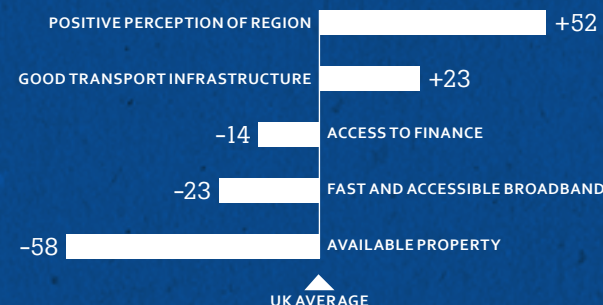 POSITIVE PERCEPTION OF REGION +52
GOOD TRANSPORT INFRASTRUCTURE +23
-14 ACCESS TO FINANCE
-23 FAST AND ACCESSIBLE BROADBAND
-58 AVAILABLE PROPERTY
UK AVERAGE